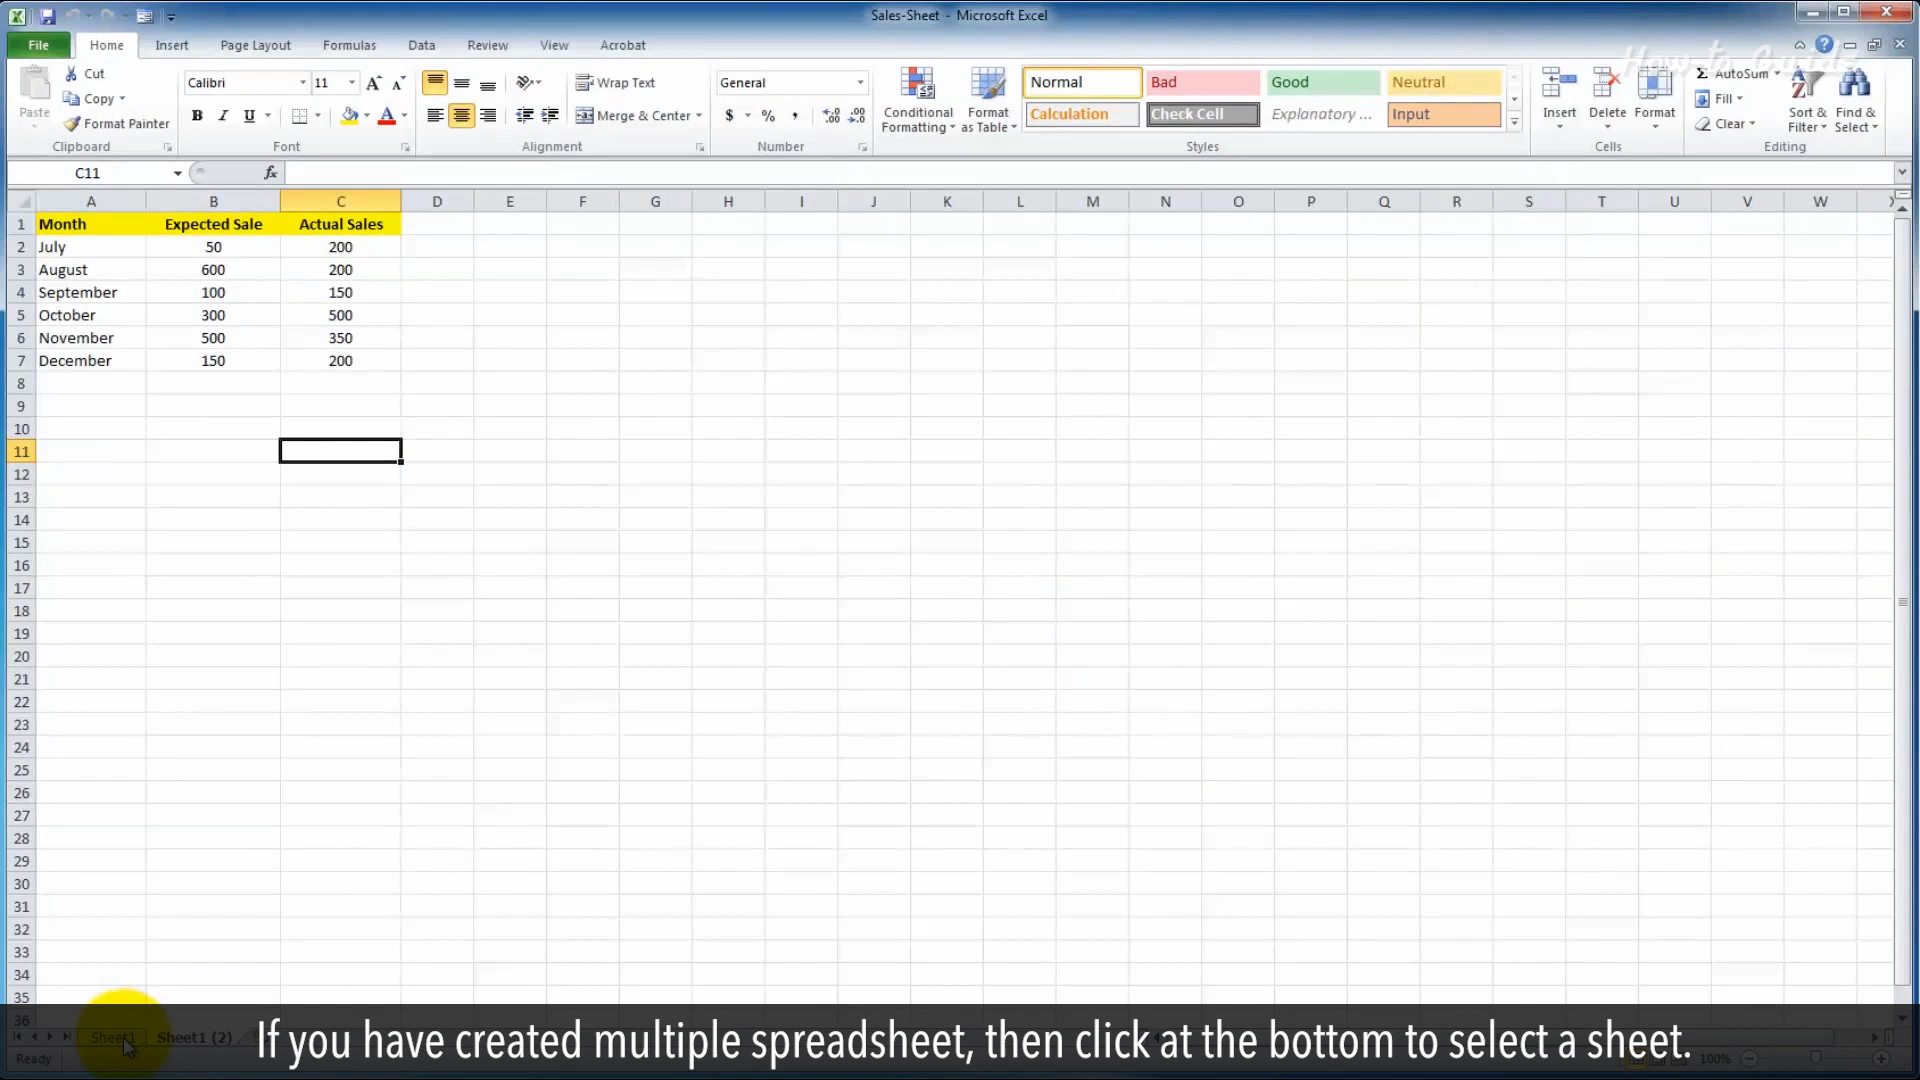 Sales-Sheet - Microsoft Excel
File Home Insert Page Layout Formulas Data Review View Acrobat
How to Guide
Paste Cut Copy Format Painter Clipboard
Calibri 11 B I U Font
Wrap Text Merge & Center Alignment
General $ % , Number
Conditional Formatting Format as Table
Normal Bad Good Neutral
Calculation Check Cell Explanatory ... Input
Styles
Insert Delete Format Cells
Σ AutoSum Fill Clear Sort & Filter Find & Select Editing
C11 fx
A B C D E F G H I J K L M N O P Q R S T U V W
1 Month Expected Sale Actual Sales
2 July 50 200
3 August 600 200
4 September 100 150
5 October 300 500
6 November 500 350
7 December 150 200
8
9
10
11
12
13
14
15
16
17
18
19
20
21
22
23
24
25
26
27
28
29
30
31
32
33
34
35
36
Sheet1 Sheet1 (2)
If you have created multiple spreadsheet, then click at the bottom to select a sheet.
Ready 100%